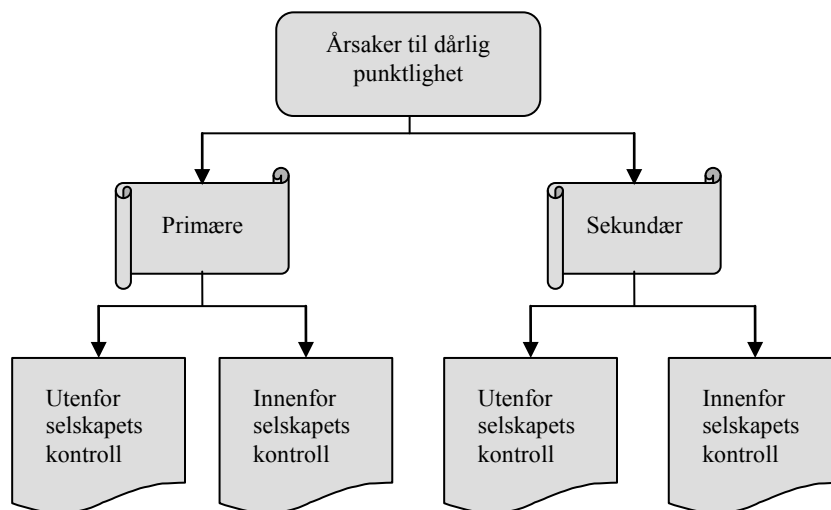 Årsaker til dårlig
punktlighet
Primære
Sekundær
Utenfor
selskapets
kontroll
Innenfor
selskapets
kontroll
Utenfor
selskapets
kontroll
Innenfor
selskapets
kontroll